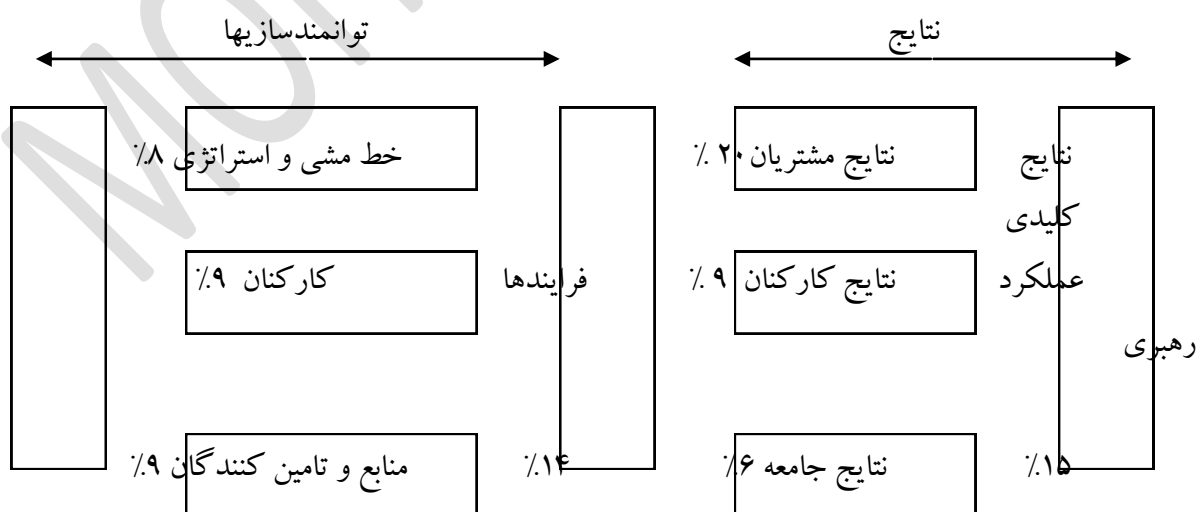 نتایج توانمندسازیها
نتایج نتایج مشتریان ۲۰ ٪ خط مشی و استراتژی ۸٪
کلیدی
عملکرد نتایج کارکنان ۹ ٪ فرایندها کارکنان ۹٪
رهبری
۱۵٪ نتایج جامعه ۶٪ ۱۴٪ منابع و تامین کنندگان ۹٪